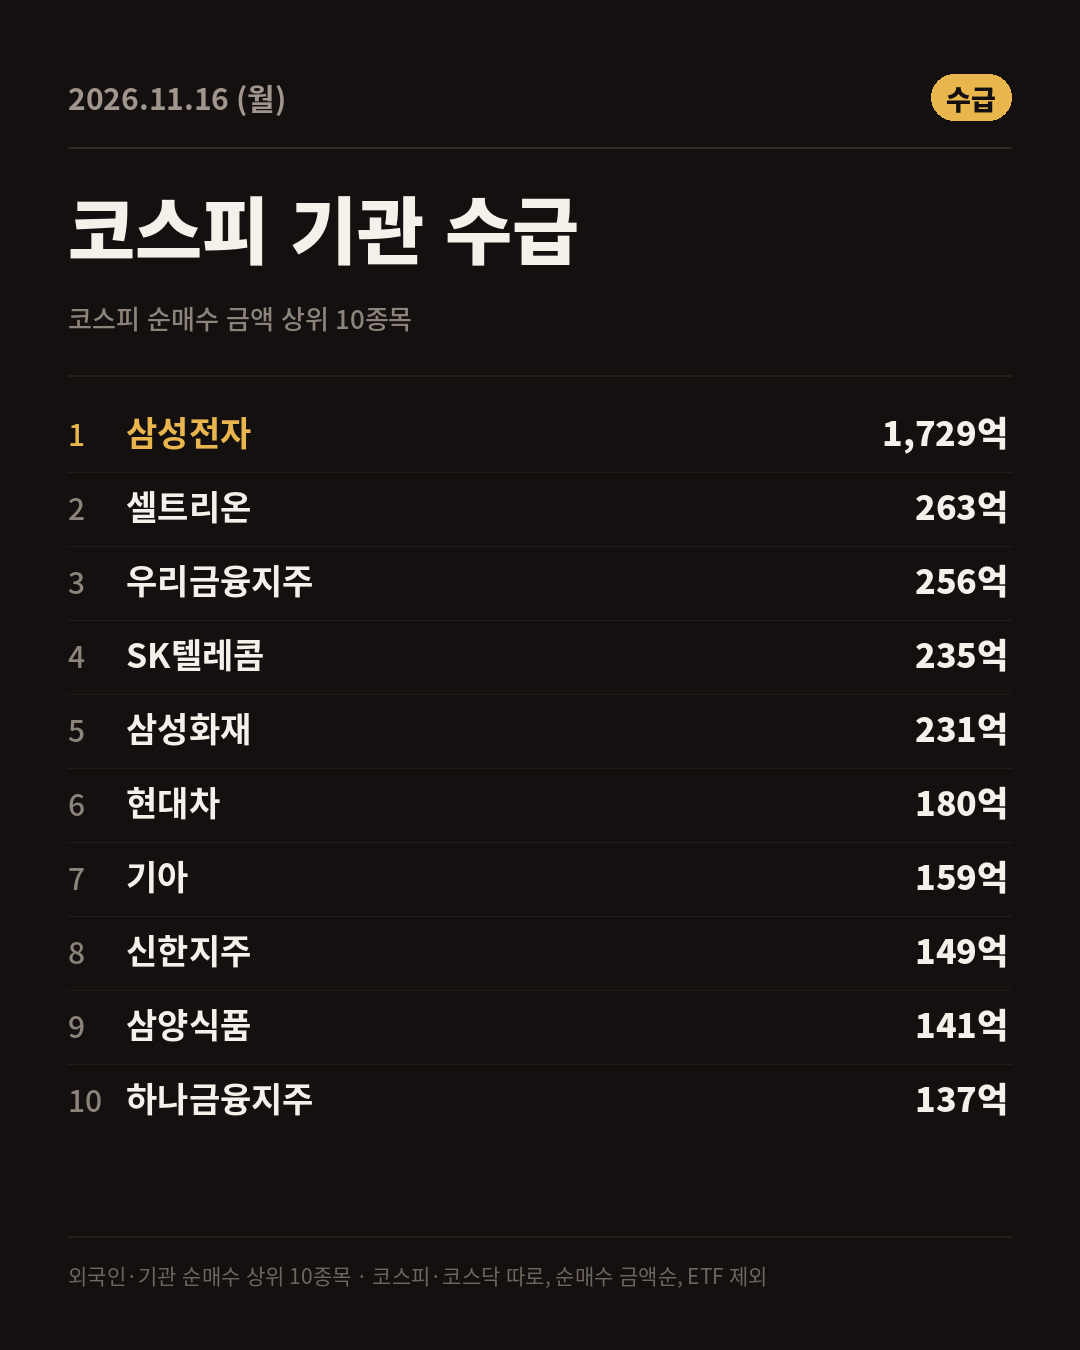 2026.11.16 (월)
수급
코스피 기관 수급
코스피 순매수 금액 상위 10종목
1 삼성전자 1,729억
2 셀트리온 263억
3 우리금융지주 256억
4 SK텔레콤 235억
5 삼성화재 231억
6 현대차 180억
7 기아 159억
8 신한지주 149억
9 삼양식품 141억
10 하나금융지주 137억
외국인·기관 순매수 상위 10종목 · 코스피·코스닥 따로, 순매수 금액순, ETF 제외